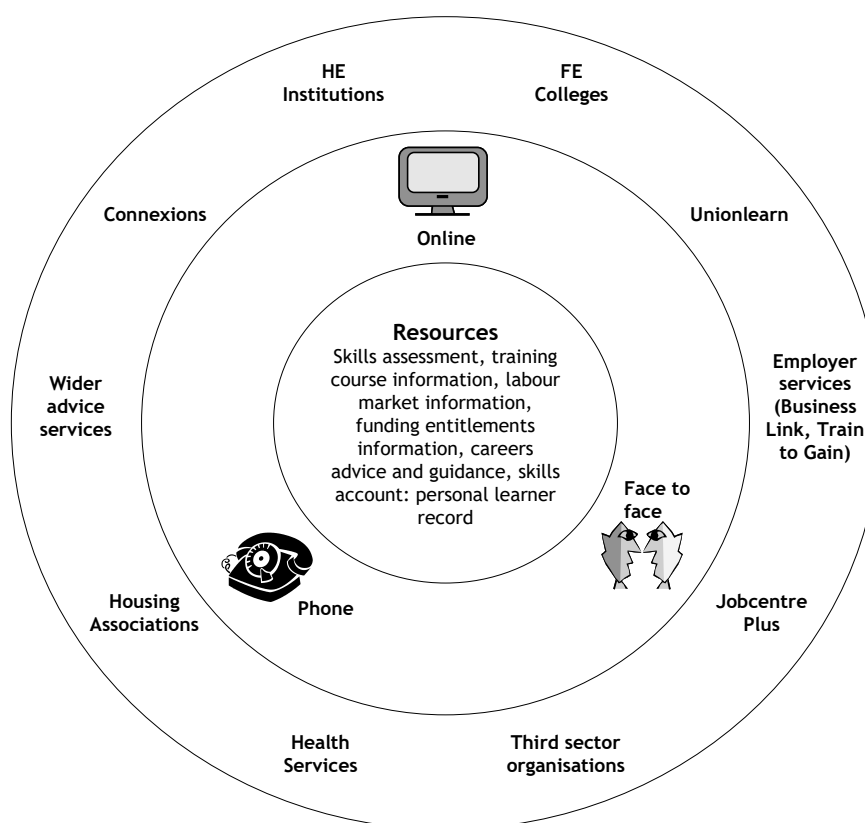 HE
Institutions
FE
Colleges
Connexions
Unionlearn
Online
Resources
Skills assessment, training
course information, labour
market information,
funding entitlements
information, careers
advice and guidance, skills
account: personal learner
record
Wider
advice
services
Employer
services
(Business
Link, Train
to Gain)
Face to
face
Phone
Housing
Associations
Jobcentre
Plus
Health
Services
Third sector
organisations